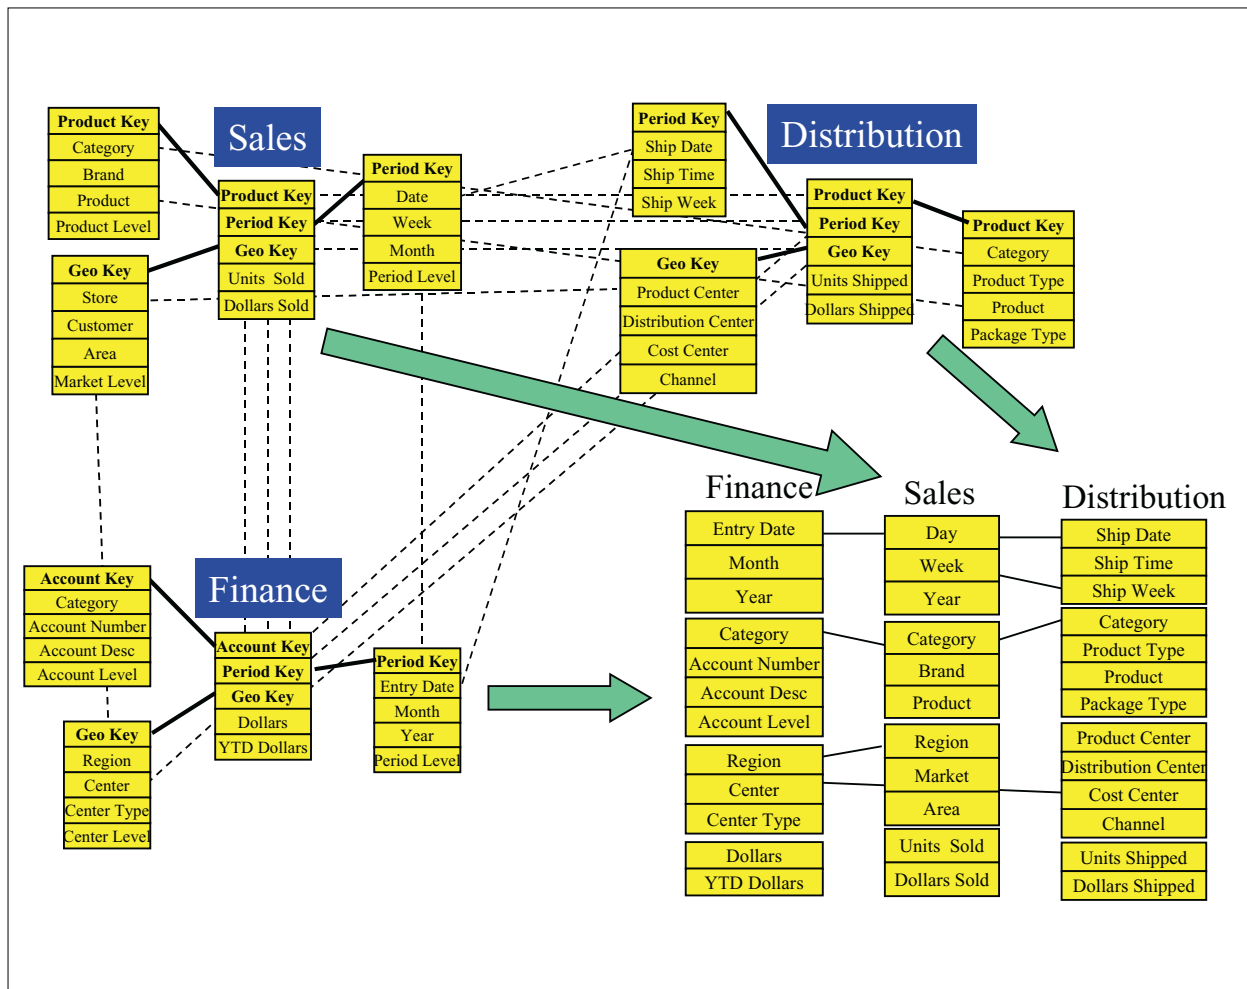 Sales
Distribution
Product Key
Category
Brand
Product
Product Level
Geo Key
Store
Customer
Area
Market Level
Product Key
Period Key
Geo Key
Units Sold
Dollars Sold
Period Key
Date
Week
Month
Period Level
Period Key
Ship Date
Ship Time
Ship Week
Geo Key
Product Center
Distribution Center
Cost Center
Channel
Product Key
Period Key
Geo Key
Units Shipped
Dollars Shipped
Product Key
Category
Product Type
Product
Package Type
Finance
Account Key
Category
Account Number
Account Desc
Account Level
Geo Key
Region
Center
Center Type
Center Level
Account Key
Period Key
Geo Key
Dollars
YTD Dollars
Period Key
Entry Date
Month
Year
Period Level
Finance
Entry Date
Month
Year
Category
Account Number
Account Desc
Account Level
Region
Center
Center Type
Dollars
YTD Dollars
Sales
Day
Week
Year
Category
Brand
Product
Region
Market
Area
Units Sold
Dollars Sold
Distribution
Ship Date
Ship Time
Ship Week
Category
Product Type
Product
Package Type
Product Center
Distribution Center
Cost Center
Channel
Units Shipped
Dollars Shipped